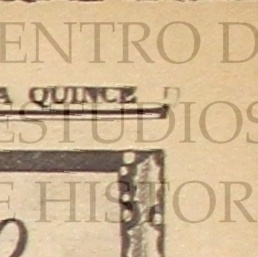 ENTRO D
A QUINCE
ESTUDIOS
E HISTOR